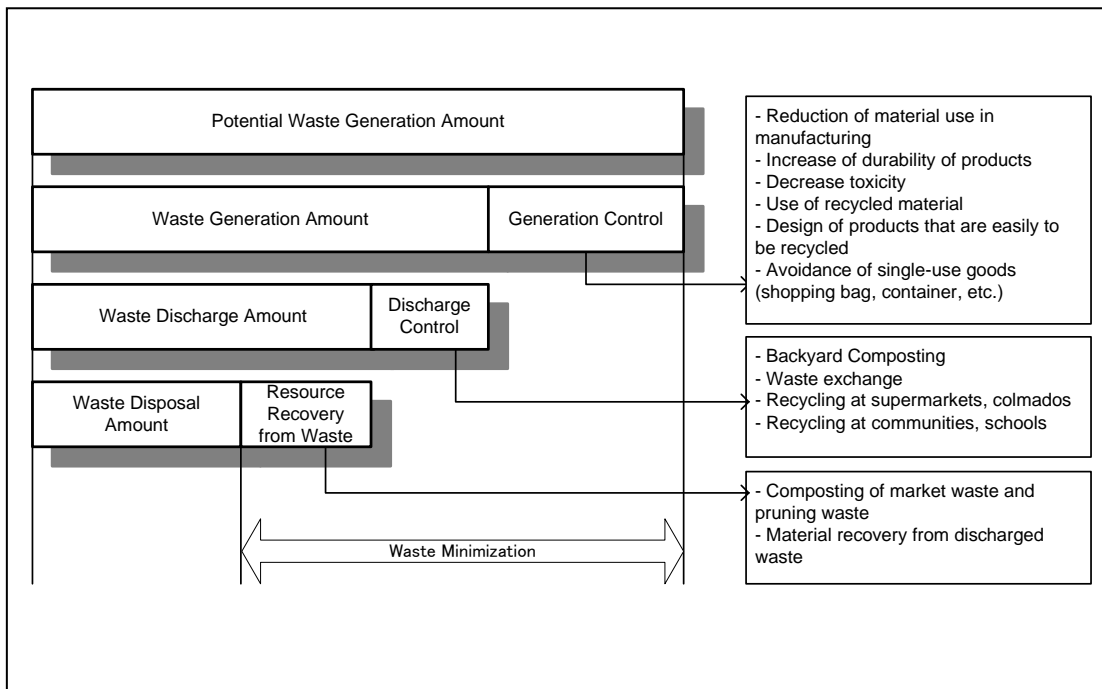 Potential Waste Generation Amount
Waste Generation Amount
Generation Control
Waste Discharge Amount
Discharge
Control
Waste Disposal
Amount
Resource
Recovery
from Waste
Waste Minimization
- Reduction of material use in
manufacturing
- Increase of durability of products
- Decrease toxicity
- Use of recycled material
- Design of products that are easily to
be recycled
- Avoidance of single-use goods
(shopping bag, container, etc.)
- Backyard Composting
- Waste exchange
- Recycling at supermarkets, colmados
- Recycling at communities, schools
- Composting of market waste and
pruning waste
- Material recovery from discharged
waste